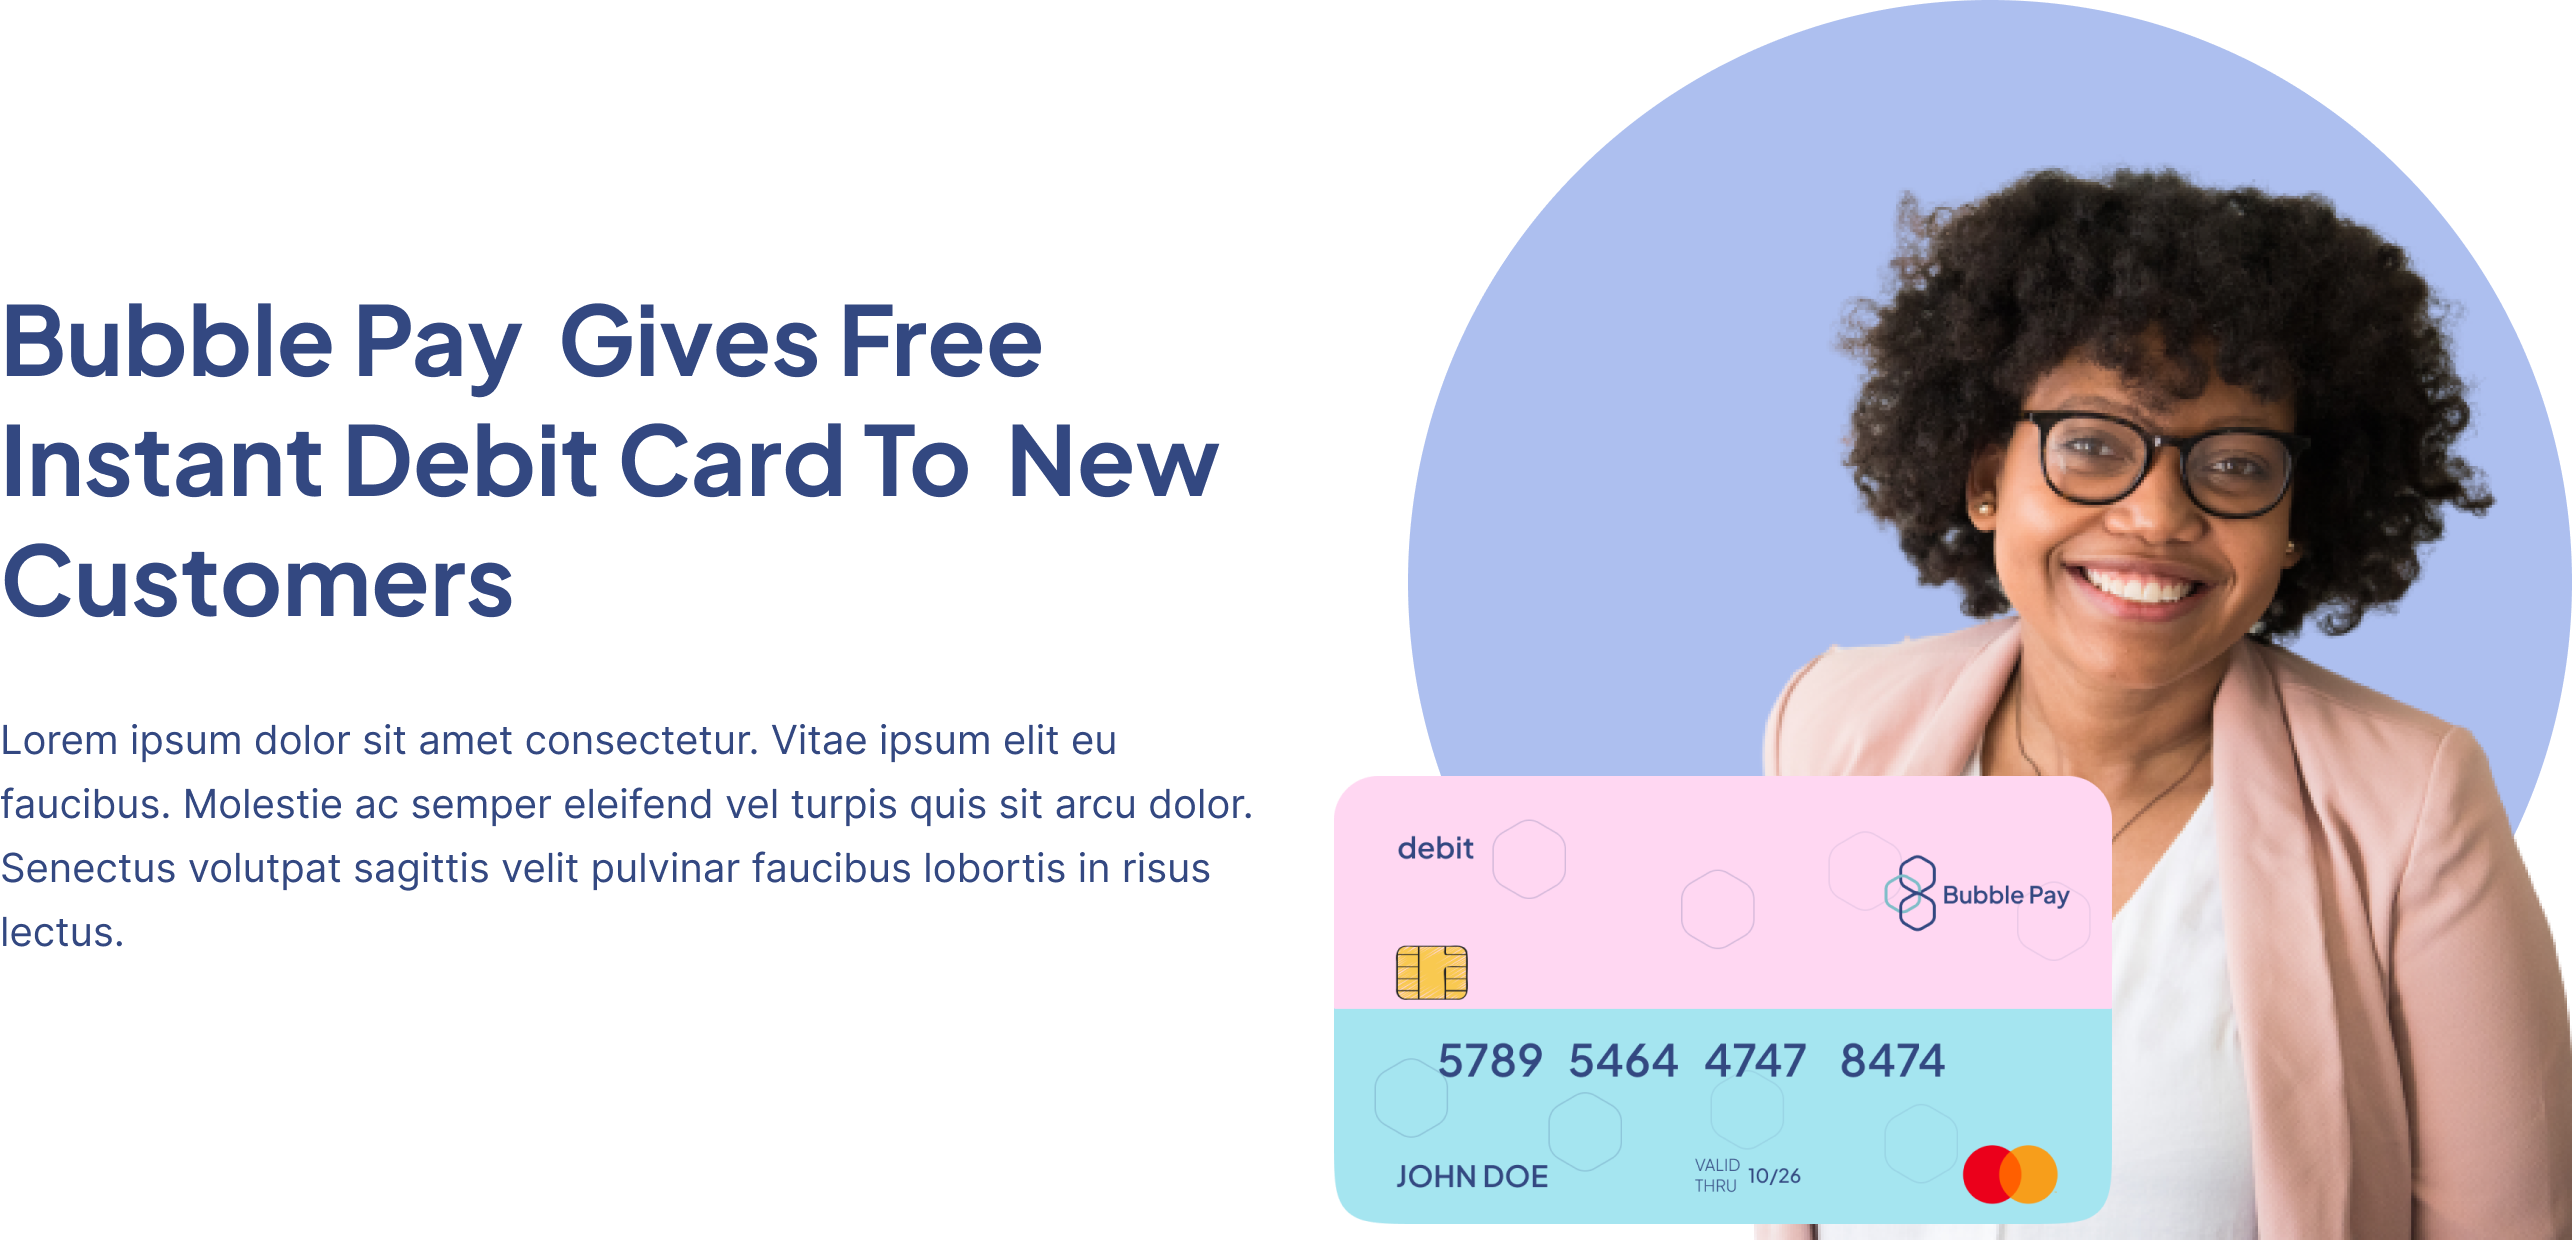 Bubble Pay  Gives Free
Instant Debit Card To  New
Customers
Lorem ipsum dolor sit amet consectetur. Vitae ipsum elit eu
faucibus. Molestie ac semper eleifend vel turpis quis sit arcu dolor.
Senectus volutpat sagittis velit pulvinar faucibus lobortis in risus
lectus.
debit
Bubble Pay
5789 5464 4747 8474
JOHN DOE
VALID
THRU 10/26